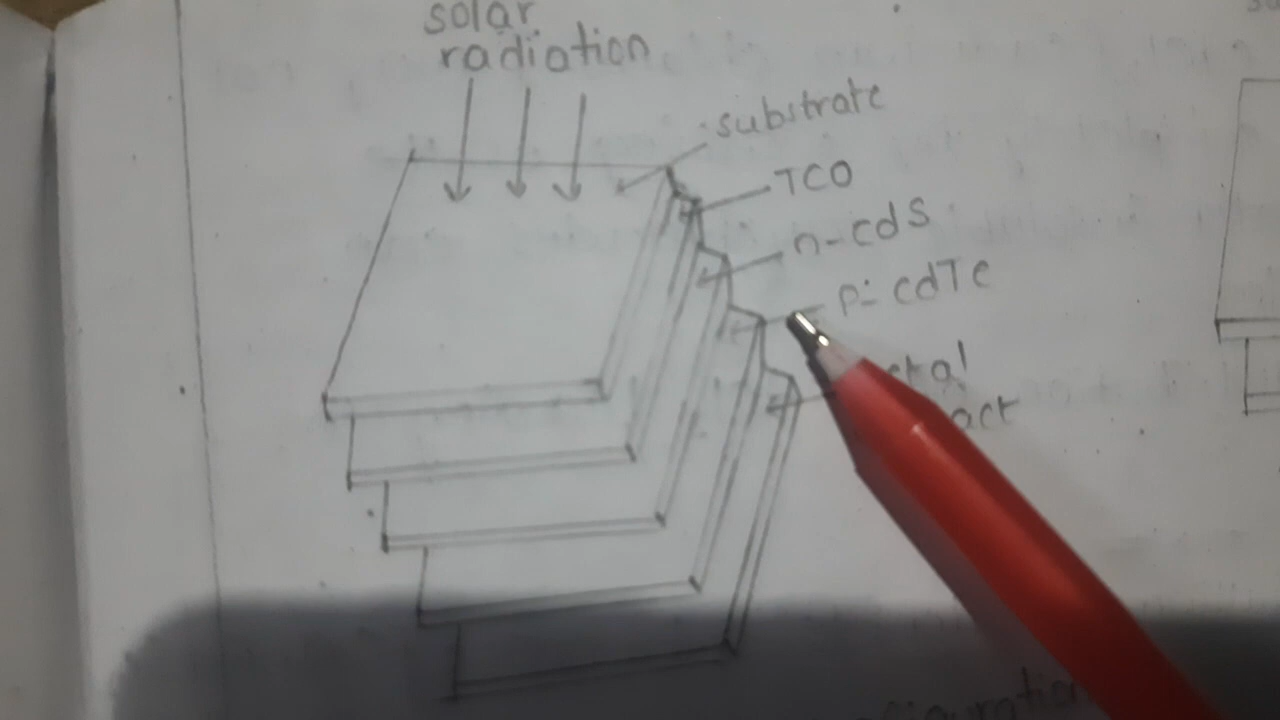 solar
radiation
substrate
TCO
n-cds
p-cdTe